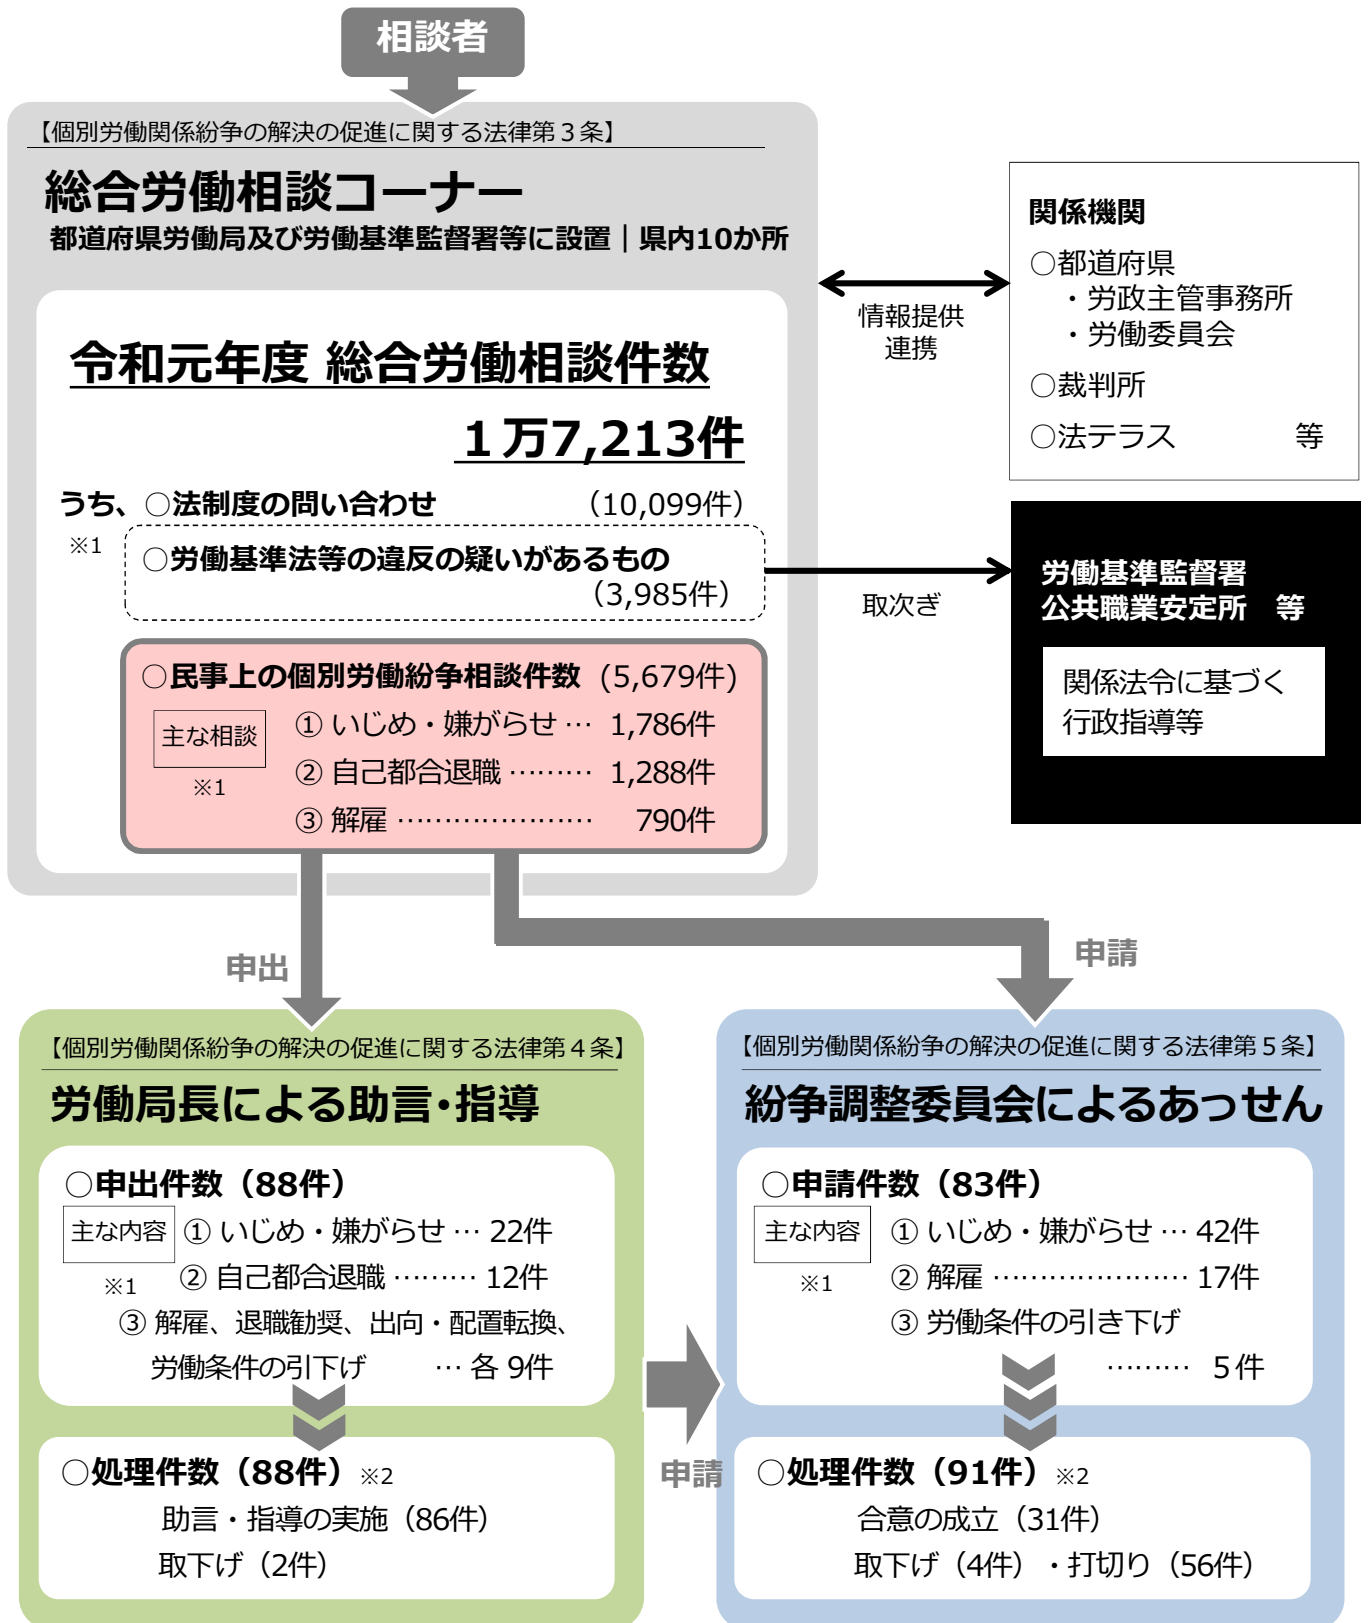 相談者
【個別労働関係紛争の解決の促進に関する法律第３条】
総合労働相談コーナー
都道府県労働局及び労働基準監督署等に設置｜県内10か所
令和元年度 総合労働相談件数
１万7,213件
うち、○法制度の問い合わせ （10,099件）
※1
○労働基準法等の違反の疑いがあるもの
（3,985件）
○民事上の個別労働紛争相談件数 (5,679件)
主な相談
※1
① いじめ・嫌がらせ … 1,786件
② 自己都合退職 ……… 1,288件
③ 解雇 ………………… 790件
情報提供
連携
関係機関
○都道府県
・労政主管事務所
・労働委員会
○裁判所
○法テラス 等
取次ぎ
労働基準監督署
公共職業安定所 等
関係法令に基づく
行政指導等
申出
申請
【個別労働関係紛争の解決の促進に関する法律第４条】
労働局長による助言・指導
○申出件数（88件）
主な内容
※1
① いじめ・嫌がらせ … 22件
② 自己都合退職 ……… 12件
③ 解雇、退職勧奨、出向・配置転換、
労働条件の引下げ … 各 9件
○処理件数（88件）※2
助言・指導の実施（86件）
取下げ（2件）
申請
【個別労働関係紛争の解決の促進に関する法律第５条】
紛争調整委員会によるあっせん
○申請件数（83件）
主な内容
※1
① いじめ・嫌がらせ … 42件
② 解雇 ………………… 17件
③ 労働条件の引き下げ
……… ５件
○処理件数（91件）※2
合意の成立（31件）
取下げ（4件）・打切り（56件）